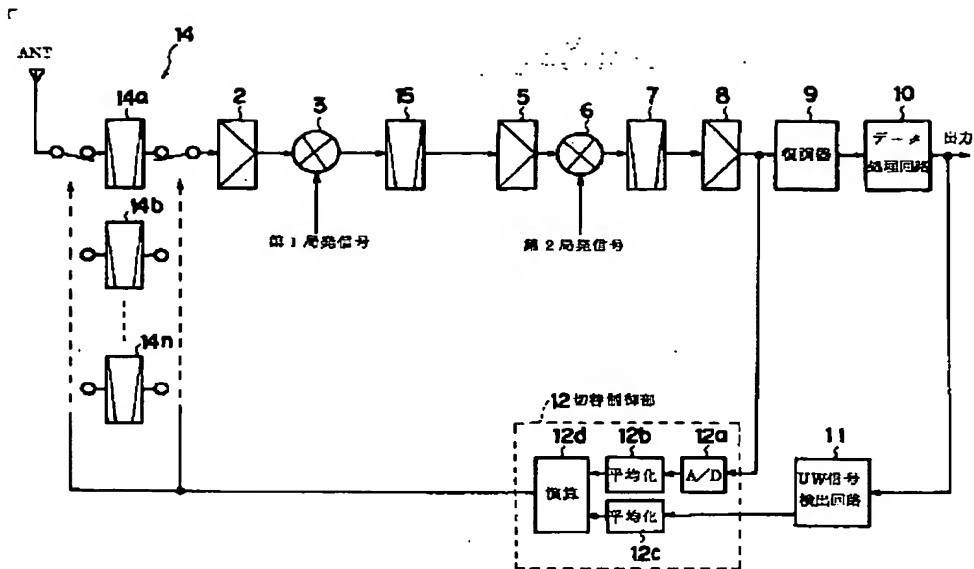 14
ANT
14a
2
3
15
5
6
7
8
9
10
復調器
データ
処理回路
出力
14b
第1局発信号
第2局発信号
14n
12 切替制御部
12d
12b
12a
11
演算
平均化
A/D
UW信号
検出回路
平均化
12c